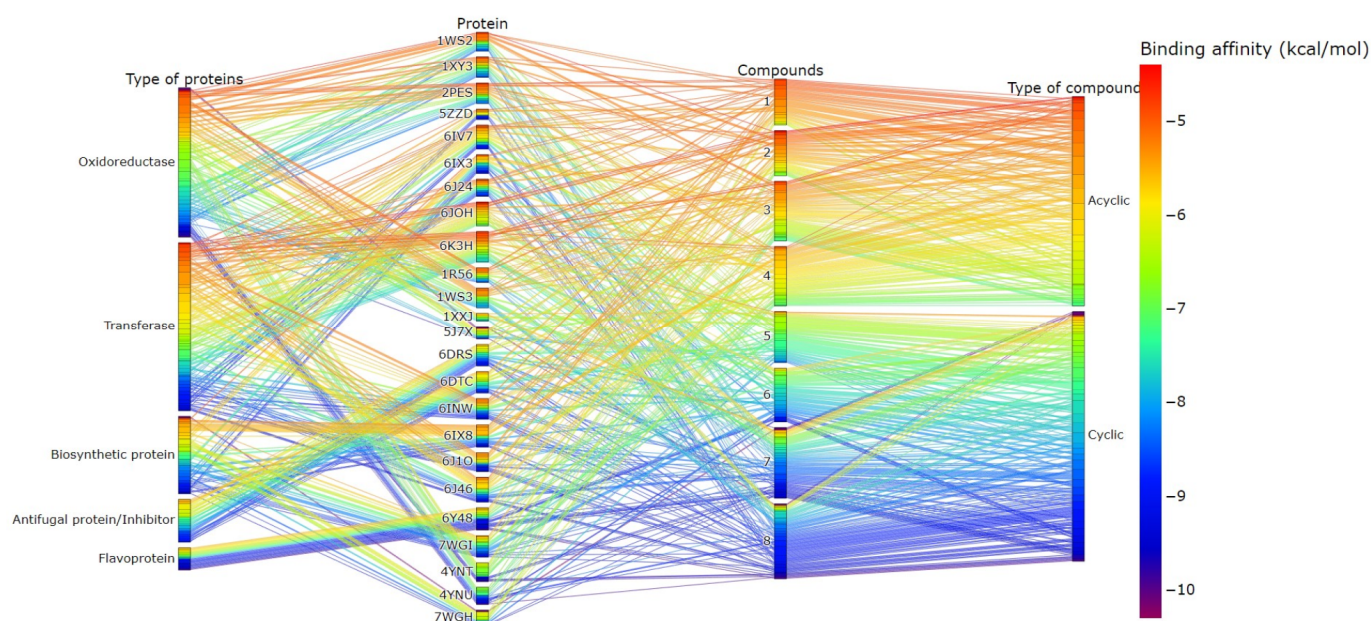 Type of proteins
Oxidoreductase
Transferase
Biosynthetic protein
Antifugal protein/Inhibitor
Flavoprotein
Protein
1WS2
1XY3
2PES
5ZZD
6IV7
6IX3
6J24
6JOH
6K3H
1R56
1WS3
1XXJ
5J7X
6DRS
6DTC
6INW
6IX8
6J1O
6J46
6Y48
7WGI
4YNT
4YNU
7WGH
Compounds
1
2
3
4
5
6
7
8
Type of compound
Acyclic
Cyclic
Binding affinity (kcal/mol)
−5
−6
−7
−8
−9
−10